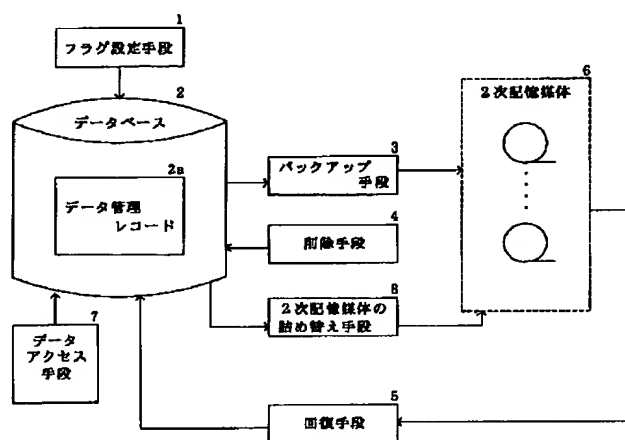 1
フラグ設定手段
2
データベース
2a
データ管理
レコード
3
バックアップ
手段
4
削除手段
8
2次記憶媒体の
詰め替え手段
6
2次記憶媒体
7
データ
アクセス
手段
5
回復手段